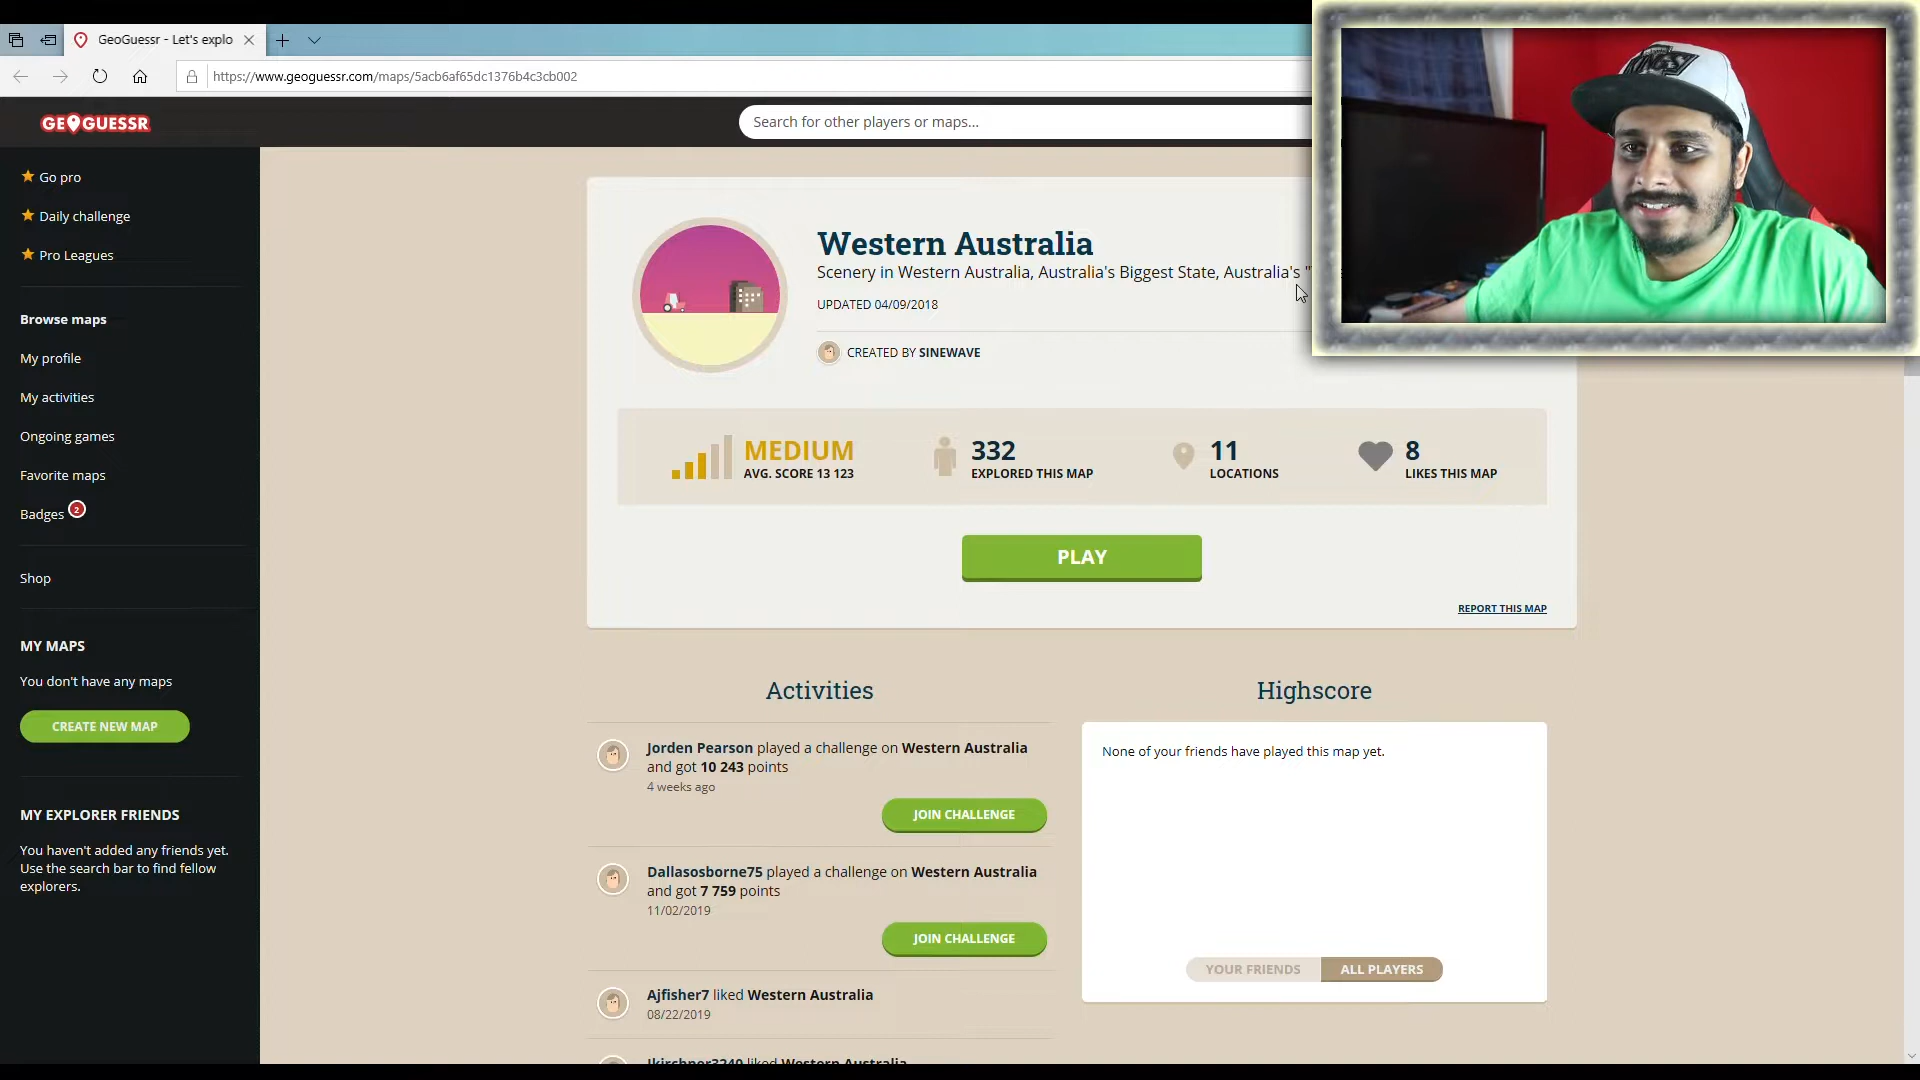 GeoGuessr - Let's explo
https://www.geoguessr.com/maps/5acb6af65dc1376b4c3cb002
GEOGUESSR
Search for other players or maps...
KINGS
Go pro
Daily challenge
Pro Leagues
Browse maps
My profile
My activities
Ongoing games
Favorite maps
Badges 2
Shop
MY MAPS
You don't have any maps
CREATE NEW MAP
MY EXPLORER FRIENDS
You haven't added any friends yet.
Use the search bar to find fellow
explorers.
Western Australia
Scenery in Western Australia, Australia's Biggest State, Australia's "
UPDATED 04/09/2018
CREATED BY SINEWAVE
MEDIUM
AVG. SCORE 13 123
332
EXPLORED THIS MAP
11
LOCATIONS
8
LIKES THIS MAP
PLAY
REPORT THIS MAP
Activities
Jorden Pearson played a challenge on Western Australia
and got 10 243 points
4 weeks ago
JOIN CHALLENGE
Dallasosborne75 played a challenge on Western Australia
and got 7 759 points
11/02/2019
JOIN CHALLENGE
Ajfisher7 liked Western Australia
08/22/2019
liked Western Australia
Highscore
None of your friends have played this map yet.
YOUR FRIENDS
ALL PLAYERS